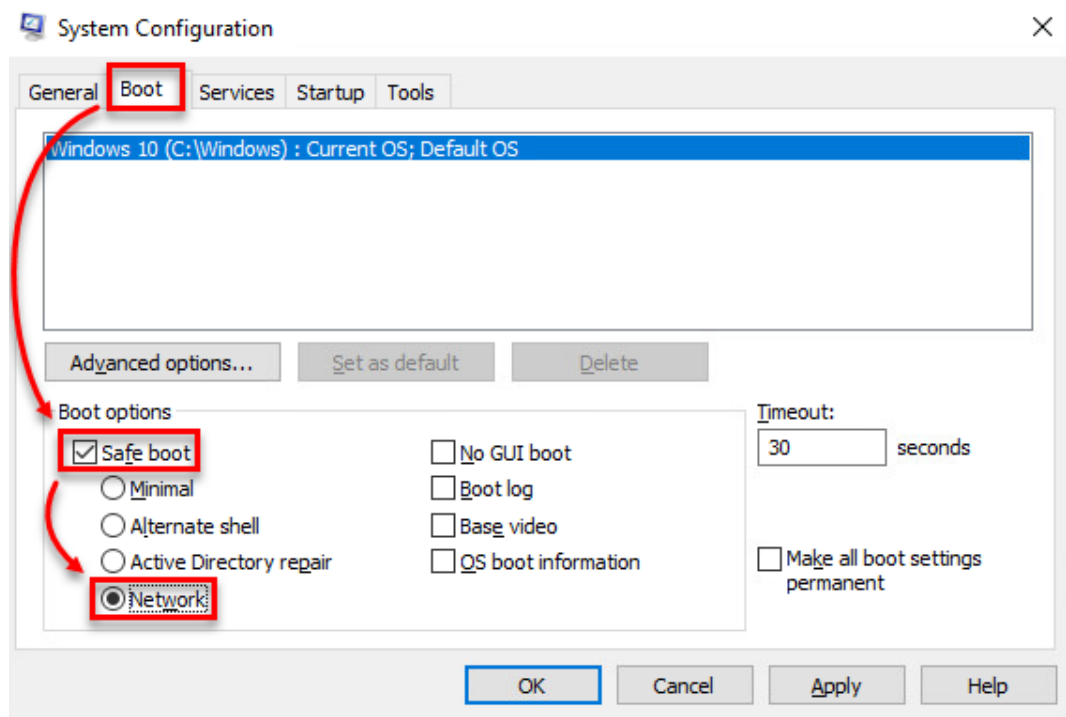 System Configuration
General Boot Services Startup Tools
Windows 10 (C:\Windows) : Current OS; Default OS
Advanced options... Set as default Delete
Boot options Timeout:
Safe boot No GUI boot 30 seconds
Minimal Boot log
Alternate shell Base video
Active Directory repair OS boot information Make all boot settings
permanent
Network
OK Cancel Apply Help